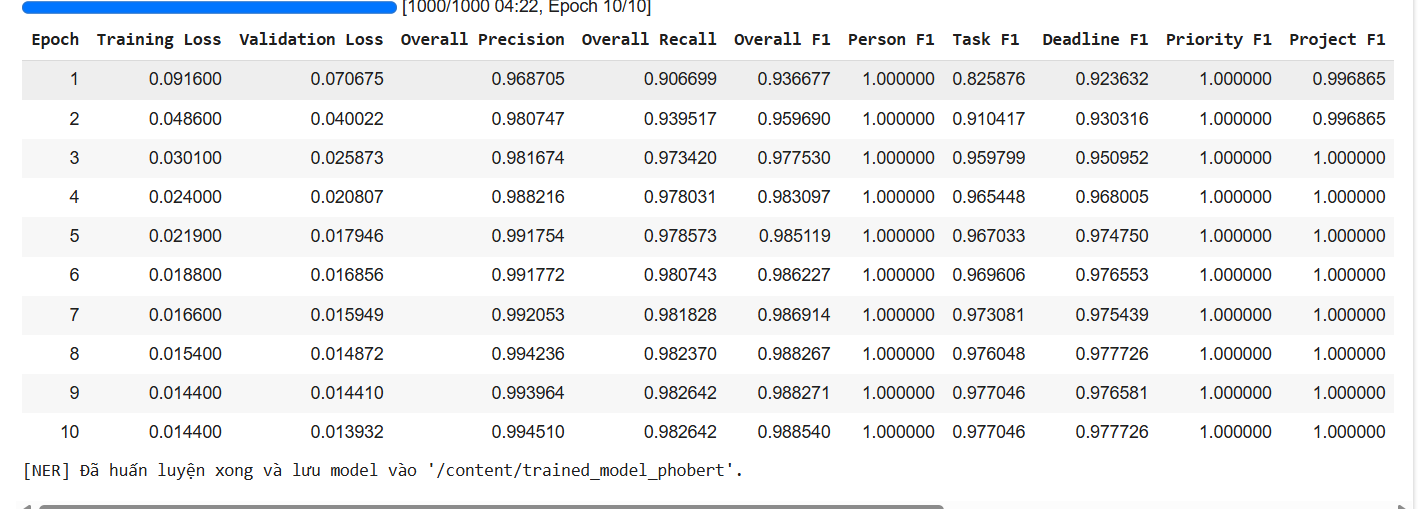 [1000/1000 04:22, Epoch 10/10]
Epoch Training Loss Validation Loss Overall Precision Overall Recall Overall F1 Person F1 Task F1 Deadline F1 Priority F1 Project F1
1 0.091600 0.070675 0.968705 0.906699 0.936677 1.000000 0.825876 0.923632 1.000000 0.996865
2 0.048600 0.040022 0.980747 0.939517 0.959690 1.000000 0.910417 0.930316 1.000000 0.996865
3 0.030100 0.025873 0.981674 0.973420 0.977530 1.000000 0.959799 0.950952 1.000000 1.000000
4 0.024000 0.020807 0.988216 0.978031 0.983097 1.000000 0.965448 0.968005 1.000000 1.000000
5 0.021900 0.017946 0.991754 0.978573 0.985119 1.000000 0.967033 0.974750 1.000000 1.000000
6 0.018800 0.016856 0.991772 0.980743 0.986227 1.000000 0.969606 0.976553 1.000000 1.000000
7 0.016600 0.015949 0.992053 0.981828 0.986914 1.000000 0.973081 0.975439 1.000000 1.000000
8 0.015400 0.014872 0.994236 0.982370 0.988267 1.000000 0.976048 0.977726 1.000000 1.000000
9 0.014400 0.014410 0.993964 0.982642 0.988271 1.000000 0.977046 0.976581 1.000000 1.000000
10 0.014400 0.013932 0.994510 0.982642 0.988540 1.000000 0.977046 0.977726 1.000000 1.000000
[NER] Đã huấn luyện xong và lưu model vào '/content/trained_model_phobert'.